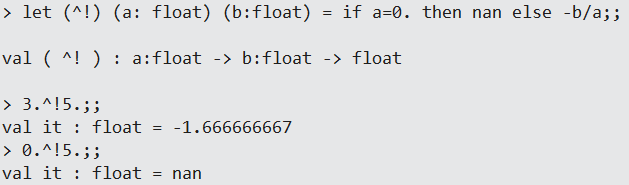 > let (^!) (a: float) (b:float) = if a=0. then nan else -b/a;;
val ( ^! ) : a:float -> b:float -> float
> 3.^!5.;;
val it : float = -1.666666667
> 0.^!5.;;
val it : float = nan